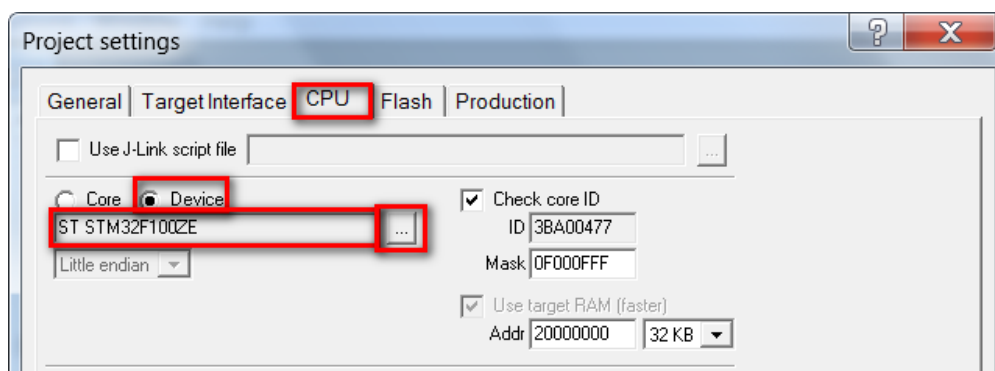 Project settings
General Target Interface CPU Flash Production
Use J-Link script file ...
Core Device
ST STM32F100ZE ...
Little endian
Check core ID
ID 3BA00477
Mask 0F000FFF
Use target RAM (faster)
Addr 20000000 32 KB